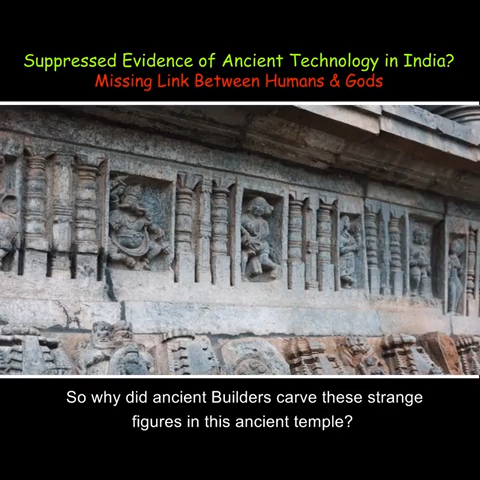 Suppressed Evidence of Ancient Technology in India?
Missing Link Between Humans & Gods
So why did ancient Builders carve these strange
figures in this ancient temple?